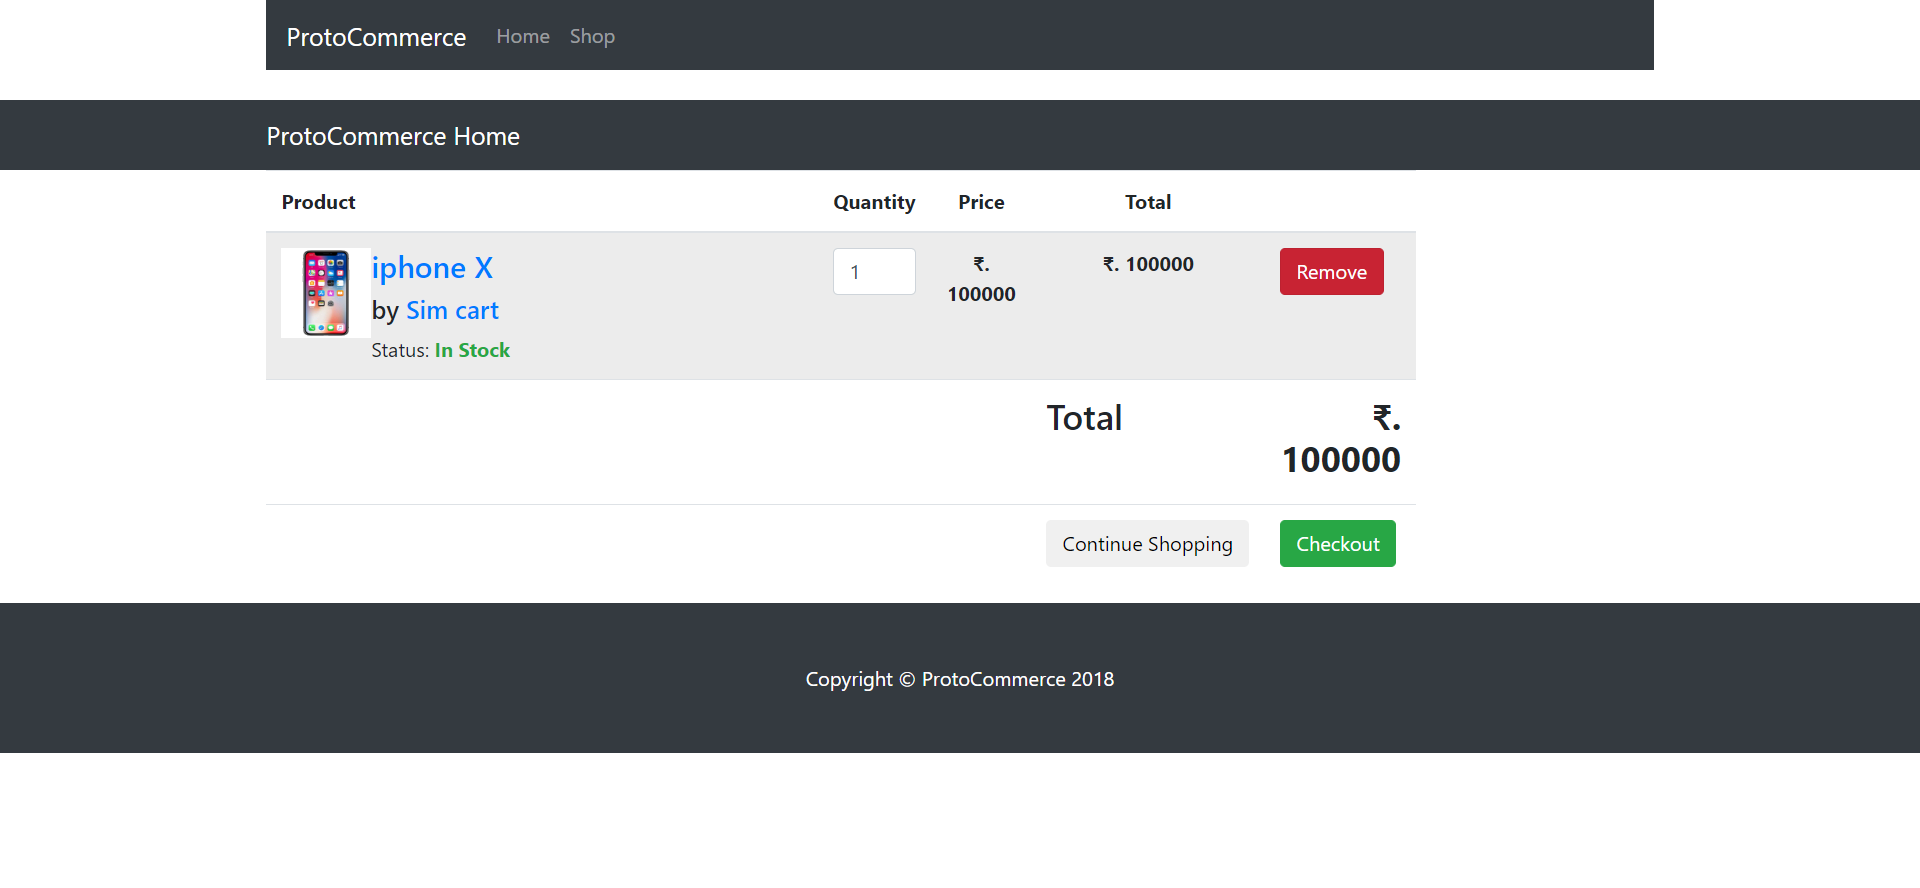 ProtoCommerce Home Shop
ProtoCommerce Home
Product Quantity Price Total
iphone X
by Sim cart
Status: In Stock
1
₹.
100000
₹. 100000
Remove
Total
₹.
100000
Continue Shopping
Checkout
Copyright © ProtoCommerce 2018